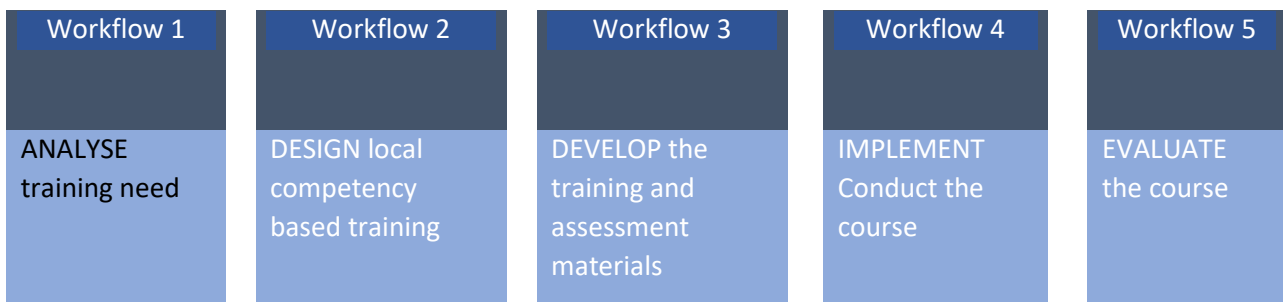 Workflow 1
ANALYSE
training need
Workflow 2
DESIGN local
competency
based training
Workflow 3
DEVELOP the
training and
assessment
materials
Workflow 4
IMPLEMENT
Conduct the
course
Workflow 5
EVALUATE
the course